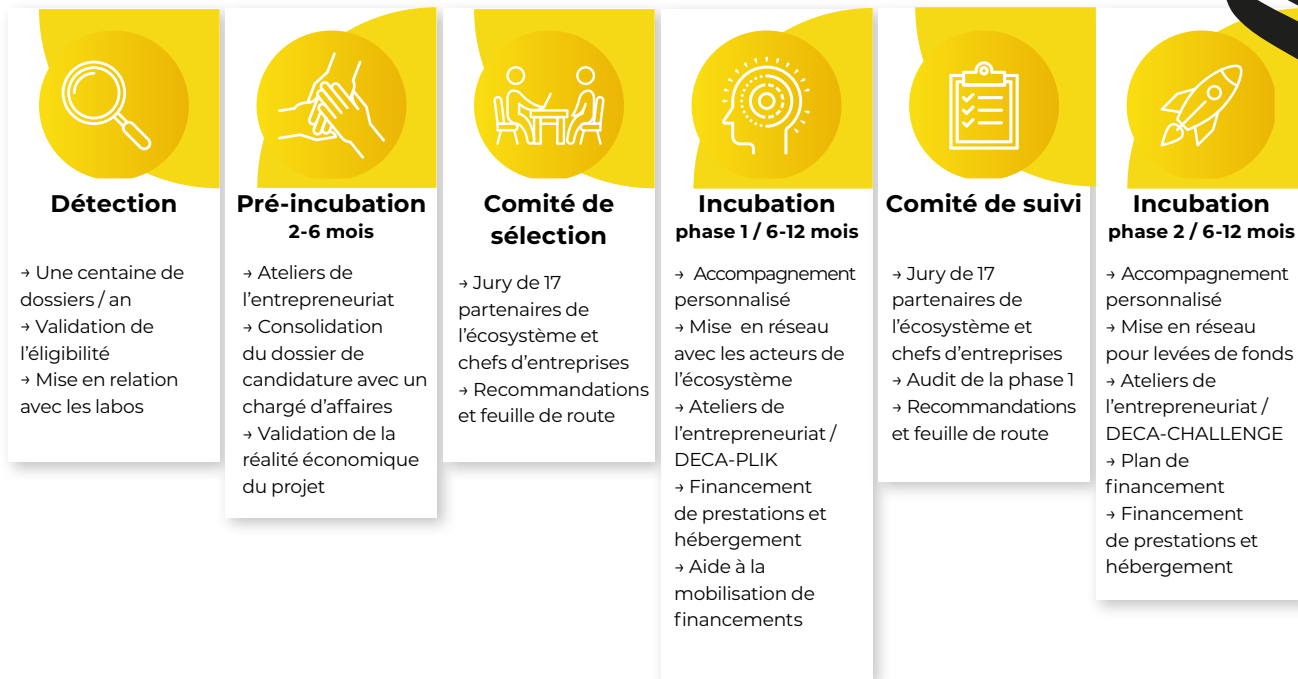 Détection
→ Une centaine de
dossiers / an
→ Validation de
l'éligibilité
→ Mise en relation
avec les labos
Pré-incubation
2-6 mois
→ Ateliers de
l'entrepreneuriat
→ Consolidation
du dossier de
candidature avec un
chargé d'affaires
→ Validation de la
réalité économique
du projet
Comité de
sélection
→ Jury de 17
partenaires de
l'écosystème et
chefs d'entreprises
→ Recommandations
et feuille de route
Incubation
phase 1 / 6-12 mois
→ Accompagnement
personnalisé
→ Mise en réseau
avec les acteurs de
l'écosystème
→ Ateliers de
l'entrepreneuriat /
DECA-PLIK
→ Financement
de prestations et
hébergement
→ Aide à la
mobilisation de
financements
Comité de suivi
→ Jury de 17
partenaires de
l'écosystème et
chefs d'entreprises
→ Audit de la phase 1
→ Recommandations
et feuille de route
Incubation
phase 2 / 6-12 mois
→ Accompagnement
personnalisé
→ Mise en réseau
pour levées de fonds
→ Ateliers de
l'entrepreneuriat /
DECA-CHALLENGE
→ Plan de
financement
→ Financement
de prestations et
hébergement